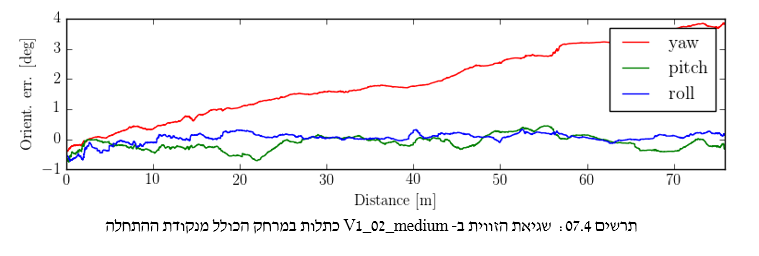 4
3
2
1
0
−1
Orient. err. [deg]
yaw
pitch
roll
0 10 20 30 40 50 60 70
Distance [m]
תרשים 07.4: שגיאת הזווית ב- V1_02_medium כתלות במרחק הכולל מנקודת ההתחלה